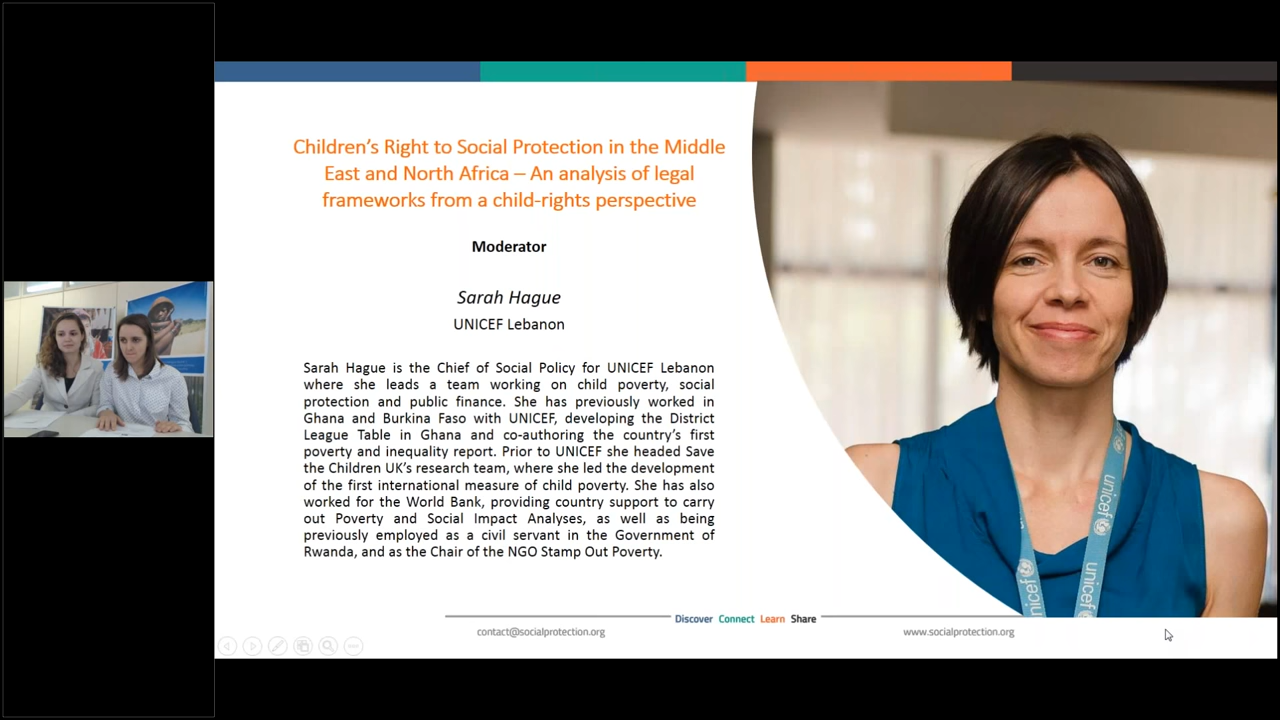 Children's Right to Social Protection in the Middle
East and North Africa – An analysis of legal
frameworks from a child-rights perspective
Moderator
Sarah Hague
UNICEF Lebanon
Sarah Hague is the Chief of Social Policy for UNICEF Lebanon
where she leads a team working on child poverty, social
protection and public finance. She has previously worked in
Ghana and Burkina Faso with UNICEF, developing the District
League Table in Ghana and co-authoring the country's first
poverty and inequality report. Prior to UNICEF she headed Save
the Children UK's research team, where she led the development
of the first international measure of child poverty. She has also
worked for the World Bank, providing country support to carry
out Poverty and Social Impact Analyses, as well as being
previously employed as a civil servant in the Government of
Rwanda, and as the Chair of the NGO Stamp Out Poverty.
unicef
unicef
unicef
Discover Connect Learn Share
contact@socialprotection.org
www.socialprotection.org